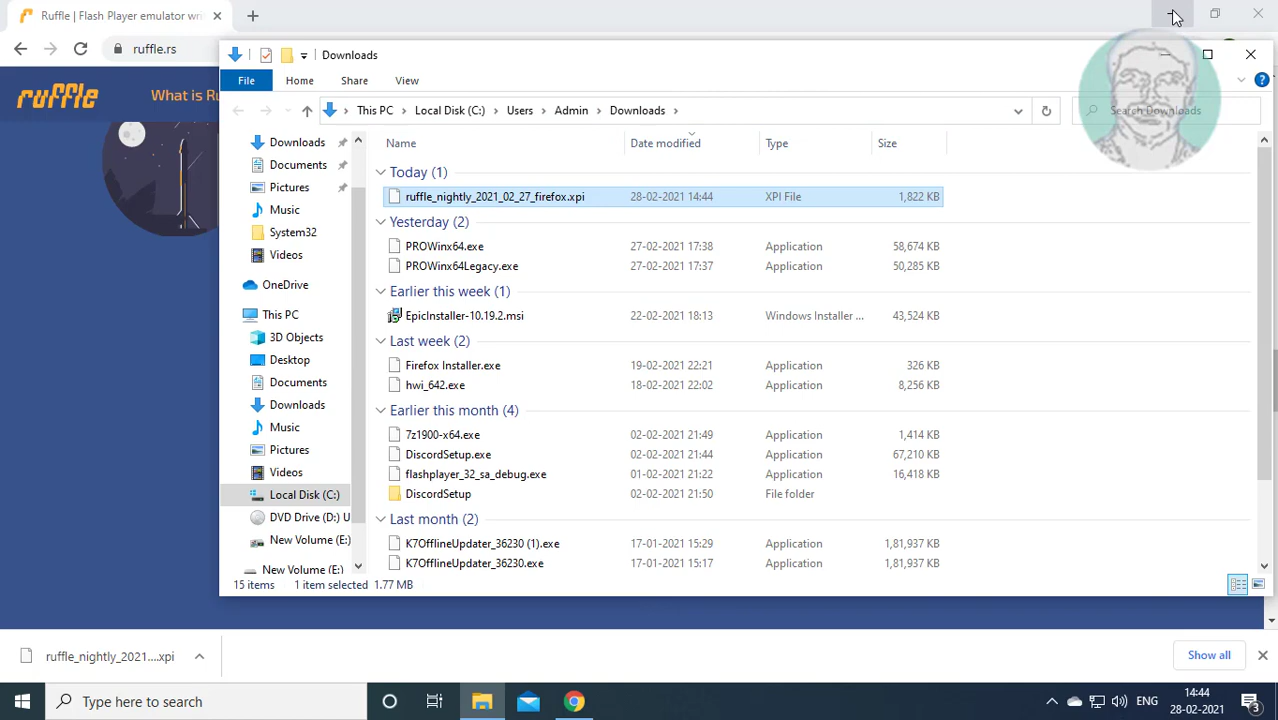 Ruffle | Flash Player emulator wri
ruffle.rs
ruffle
What is Ru
Downloads
File
Home
Share
View
This PC
Local Disk (C:)
Users
Admin
Downloads
Search Downloads
Name
Date modified
Type
Size
Downloads
Documents
Pictures
Music
System32
Videos
OneDrive
This PC
3D Objects
Desktop
Documents
Downloads
Music
Pictures
Videos
Local Disk (C:)
DVD Drive (D:) U
New Volume (E:)
New Volume (E:)
Today (1)
ruffle_nightly_2021_02_27_firefox.xpi 28-02-2021 14:44 XPI File 1,822 KB
Yesterday (2)
PROWinx64.exe 27-02-2021 17:38 Application 58,674 KB
PROWinx64Legacy.exe 27-02-2021 17:37 Application 50,285 KB
Earlier this week (1)
EpicInstaller-10.19.2.msi 22-02-2021 18:13 Windows Installer ... 43,524 KB
Last week (2)
Firefox Installer.exe 19-02-2021 22:21 Application 326 KB
hwi_642.exe 18-02-2021 22:02 Application 8,256 KB
Earlier this month (4)
7z1900-x64.exe 02-02-2021 21:49 Application 1,414 KB
DiscordSetup.exe 02-02-2021 21:44 Application 67,210 KB
flashplayer_32_sa_debug.exe 01-02-2021 21:22 Application 16,418 KB
DiscordSetup 02-02-2021 21:50 File folder
Last month (2)
K7OfflineUpdater_36230 (1).exe 17-01-2021 15:29 Application 1,81,937 KB
K7OfflineUpdater_36230.exe 17-01-2021 15:17 Application 1,81,937 KB
15 items 1 item selected 1.77 MB
ruffle_nightly_2021....xpi
Show all
Type here to search
ENG
14:44
28-02-2021
3